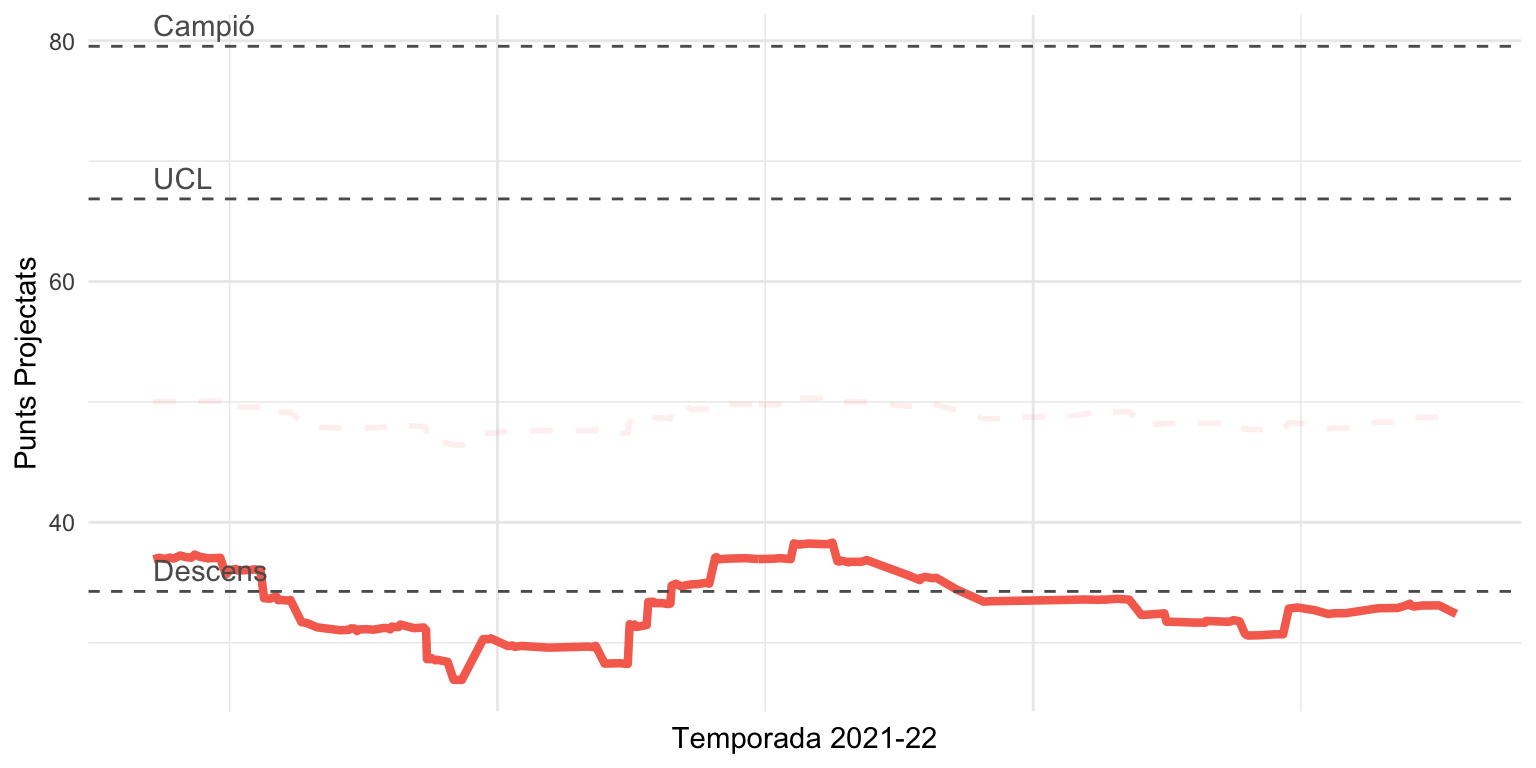 Campió
80
UCL
60
Punts Projectats
40
Descens
Temporada 2021-22